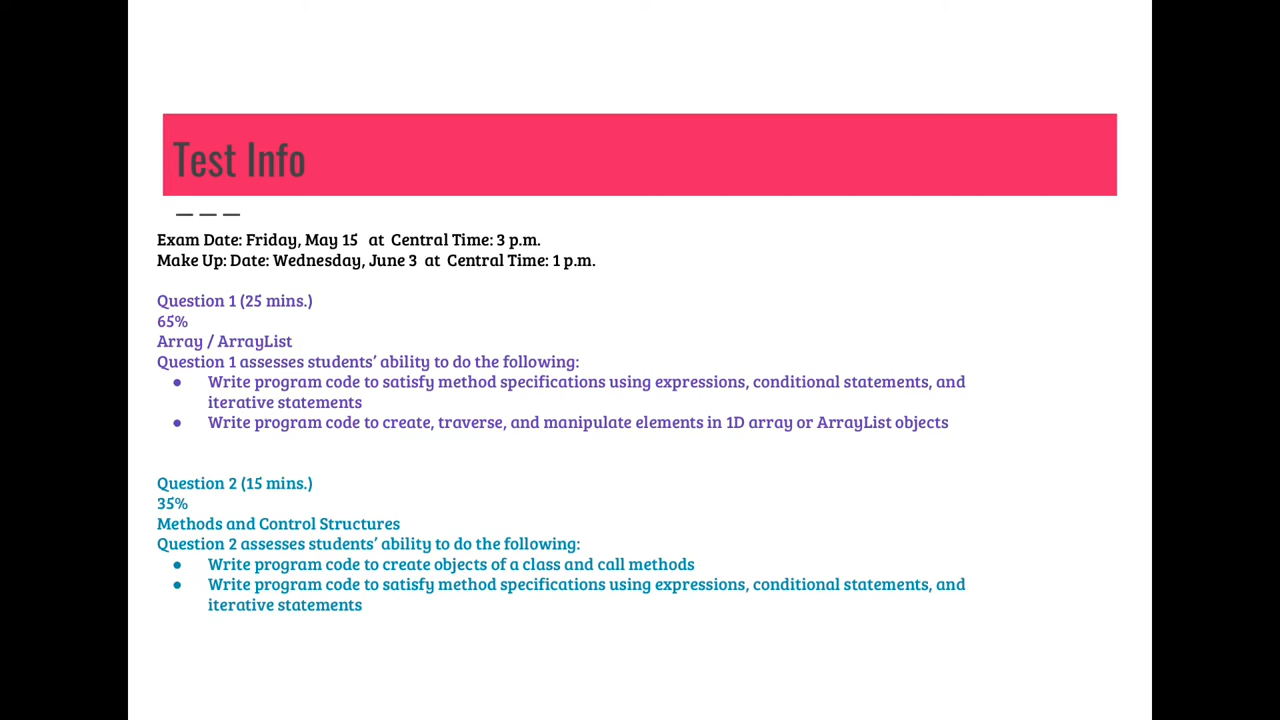 Test Info
Exam Date: Friday, May 15 at Central Time: 3 p.m.
Make Up: Date: Wednesday, June 3 at Central Time: 1 p.m.
Question 1 (25 mins.)
65%
Array / ArrayList
Question 1 assesses students’ ability to do the following:
● Write program code to satisfy method specifications using expressions, conditional statements, and
iterative statements
● Write program code to create, traverse, and manipulate elements in 1D array or ArrayList objects
Question 2 (15 mins.)
35%
Methods and Control Structures
Question 2 assesses students’ ability to do the following:
● Write program code to create objects of a class and call methods
● Write program code to satisfy method specifications using expressions, conditional statements, and
iterative statements